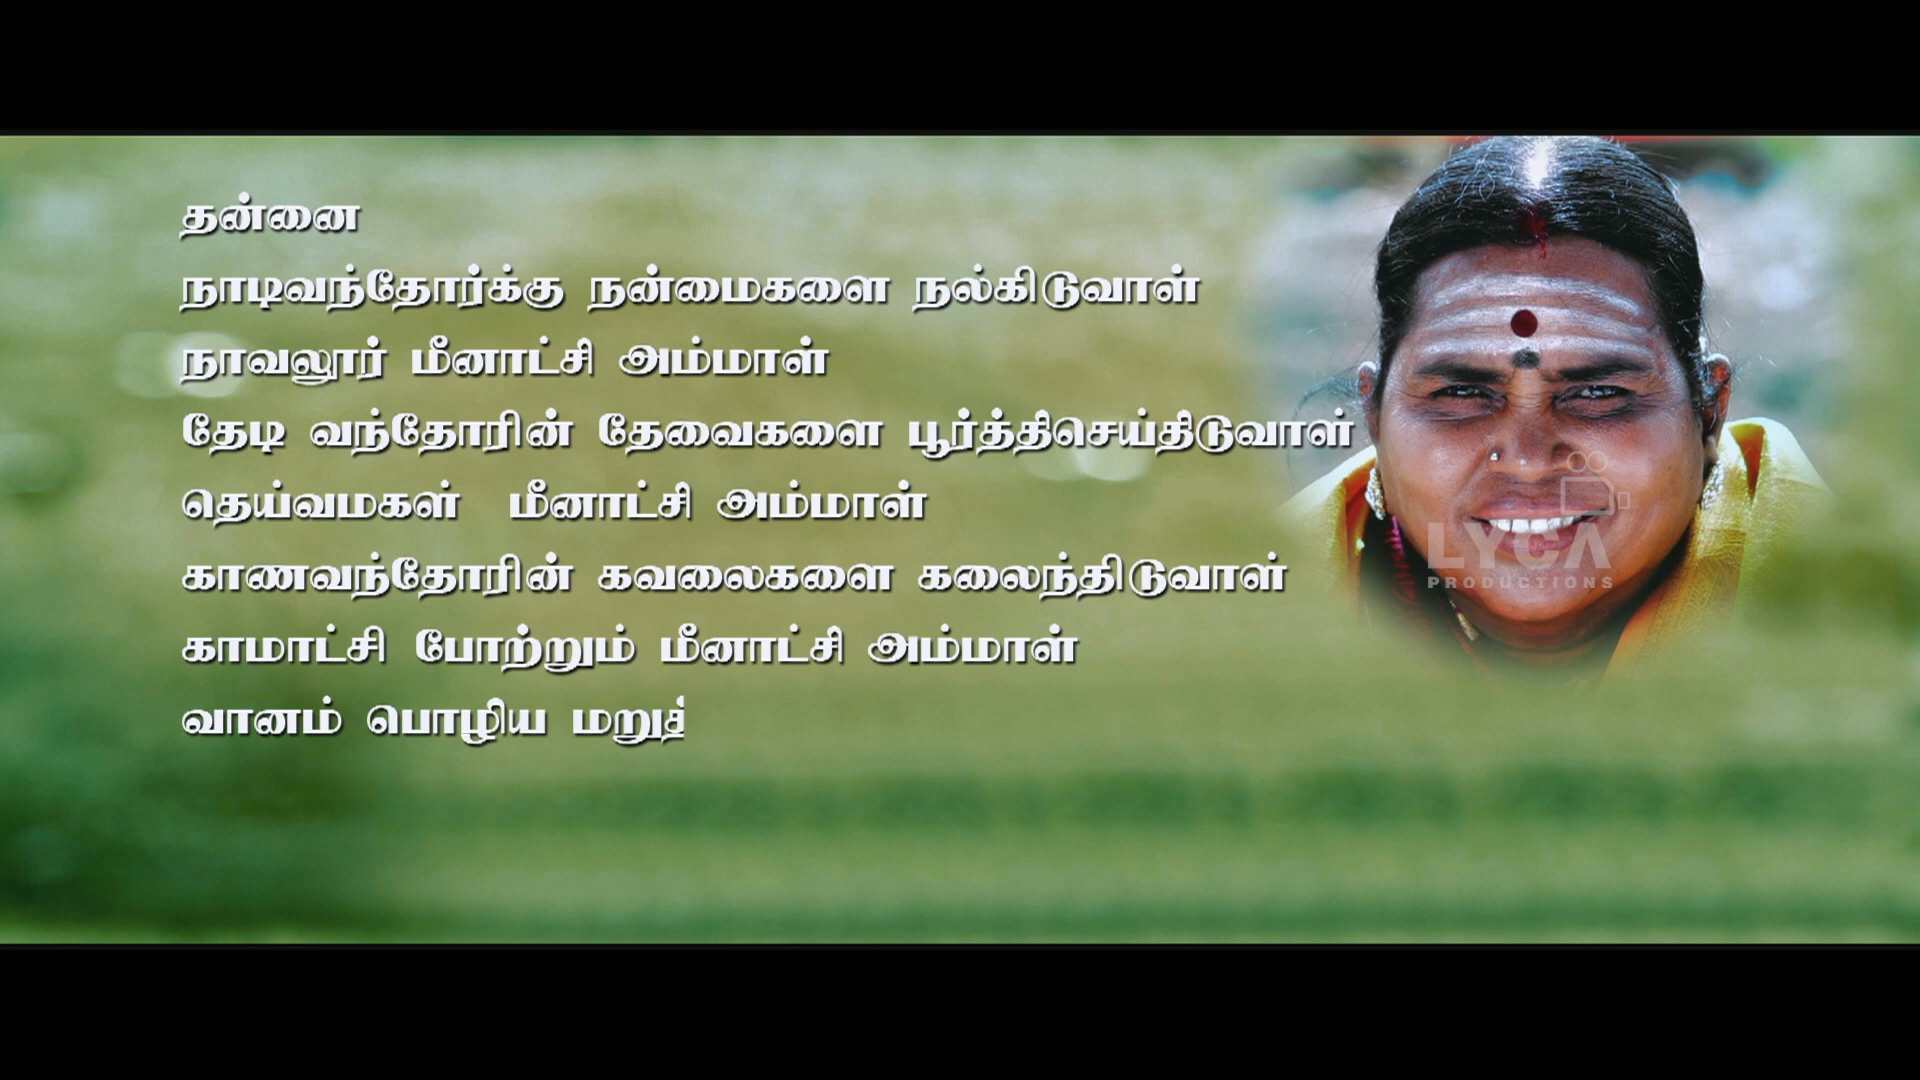 தன்னை
நாடிவந்தோர்க்கு நன்மைகளை நல்கிடுவாள்
நாவலூர் மீனாட்சி அம்மாள்
தேடி வந்தோரின் தேவைகளை பூர்த்திசெய்திடுவாள்
தெய்வமகள் மீனாட்சி அம்மாள்
காணவந்தோரின் கவலைகளை கலைந்திடுவாள்
காமாட்சி போற்றும் மீனாட்சி அம்மாள்
வானம் பொழிய
LYCA
PRODUCTIONS